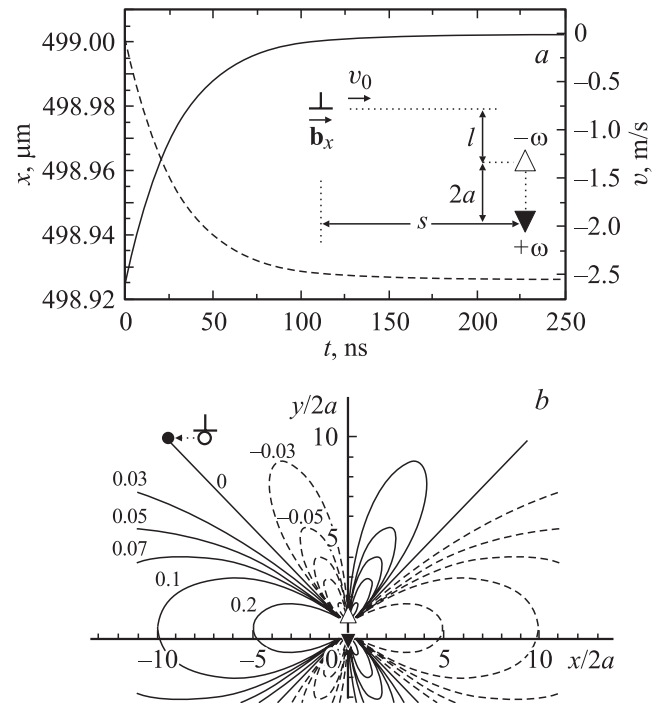 499.00
498.98
498.96
498.94
498.92
x, μm
0
50
100
150
200
250
t, ns
0
–0.5
–1.0
–1.5
–2.0
–2.5
v, m/s
a
v₀
⊥
bₓ
l
–ω
2a
s
+ω
b
y/2a
10
⊥
–0.03
0
0.03
0.05
–0.05
5
0.07
0.1
0.2
–10
–5
0
5
10
x/2a